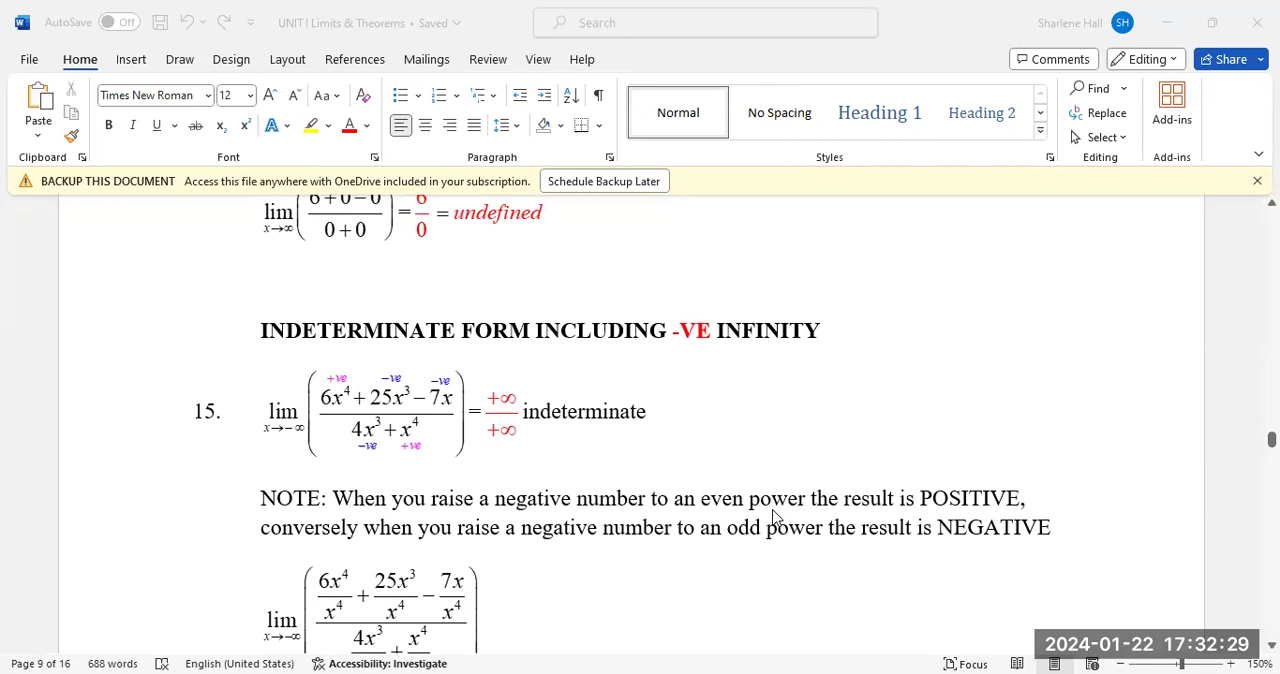 AutoSave Off UNIT I Limits & Theorems • Saved Search Sharlene Hall SH
File Home Insert Draw Design Layout References Mailings Review View Help Comments Editing Share
Paste Times New Roman 12 A A Aa A Normal No Spacing Heading 1 Heading 2 Find Replace Select Add-ins
B I U ab x₂ x² A A
Clipboard Font Paragraph Styles Editing Add-ins
BACKUP THIS DOCUMENT Access this file anywhere with OneDrive included in your subscription. Schedule Backup Later
lim x→∞ ( 6+0−0 / 0+0 ) = 6/0 = undefined
INDETERMINATE FORM INCLUDING -VE INFINITY
+ve −ve −ve
15. lim x→−∞ ( 6x⁴ + 25x³ − 7x / 4x³ + x⁴ ) = +∞/+∞ indeterminate
−ve +ve
NOTE: When you raise a negative number to an even power the result is POSITIVE,
conversely when you raise a negative number to an odd power the result is NEGATIVE
lim x→−∞ ( 6x⁴/x⁴ + 25x³/x⁴ − 7x/x⁴ / 4x³ + x⁴
2024-01-22 17:32:29
Page 9 of 16 688 words English (United States) Accessibility: Investigate Focus 150%